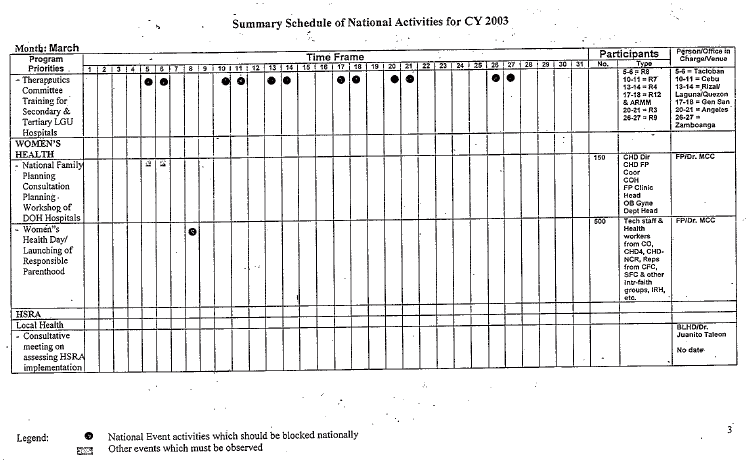 Summary Schedule of National Activities for CY 2003
Month: March
Program Priorities
Time Frame
Participants
Person/Office in Charge/Venue
1 2 3 4 5 6 7 8 9 10 11 12 13 14 15 16 17 18 19 20 21 22 23 24 25 26 27 28 29 30 31
No.
Type
- Therapputics
Committee
Training for
Secondary &
Tertiary LGU
Hospitals
5-6 = R8
10-11 = R7
13-14 = R4
17-18 = R12
& ARMM
20-21 = R3
26-27 = R9
5-6 = Tacloban
10-11 = Cebu
13-14 = Rizal/
Laguna/Quezon
17-18 = Gen San
20-21 = Angeles
26-27 =
Zamboanga
WOMEN'S
HEALTH
- National Family
Planning
Consultation
Planning
Workshop of
DOH Hospitals
150
CHD Dir
CHD FP
Coor
COH
FP Clinic
Head
OB Gyne
Dept Head
FP/Dr. MCC
- Women"s
Health Day/
Launching of
Responsible
Parenthood
500
Tech staff &
Health
workers
from CO,
CHD4, CHD-
NCR, Reps
from CFC,
SFC & other
intr-faith
groups, IRH,
etc.
FP/Dr. MCC
HSRA
Local Health
- Consultative
meeting on
assessing HSRA
implementation
BLHD/Dr.
Juanito Taleon
No date
3
Legend:
National Event activities which should be blocked nationally
Other events which must be observed